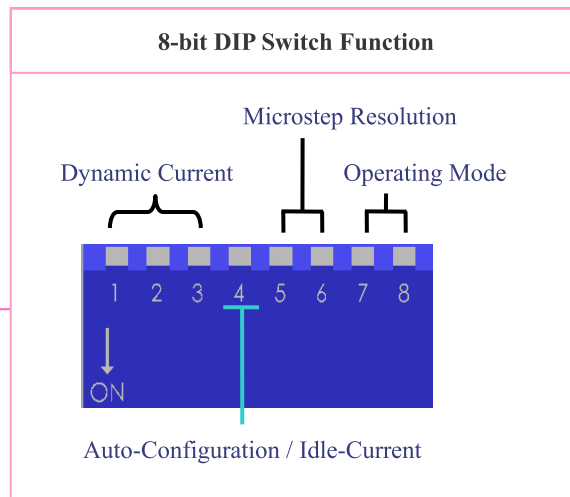 8-bit DIP Switch Function
Microstep Resolution
Dynamic Current
Operating Mode
1 2 3 4 5 6 7 8
ON
Auto-Configuration / Idle-Current